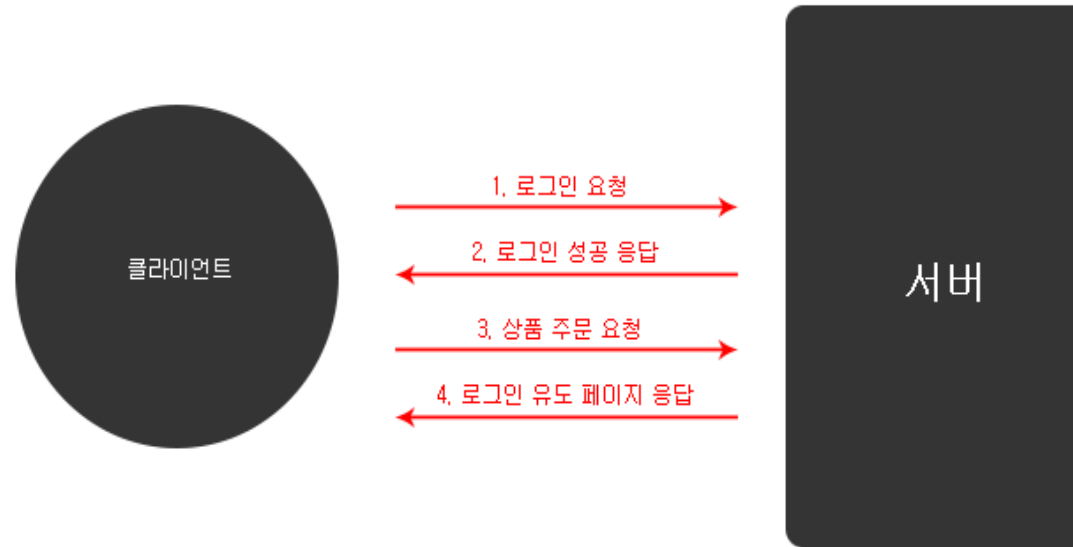 1. 로그인 요청
2. 로그인 성공 응답
클라이언트
서버
3. 상품 주문 요청
4. 로그인 유도 페이지 응답